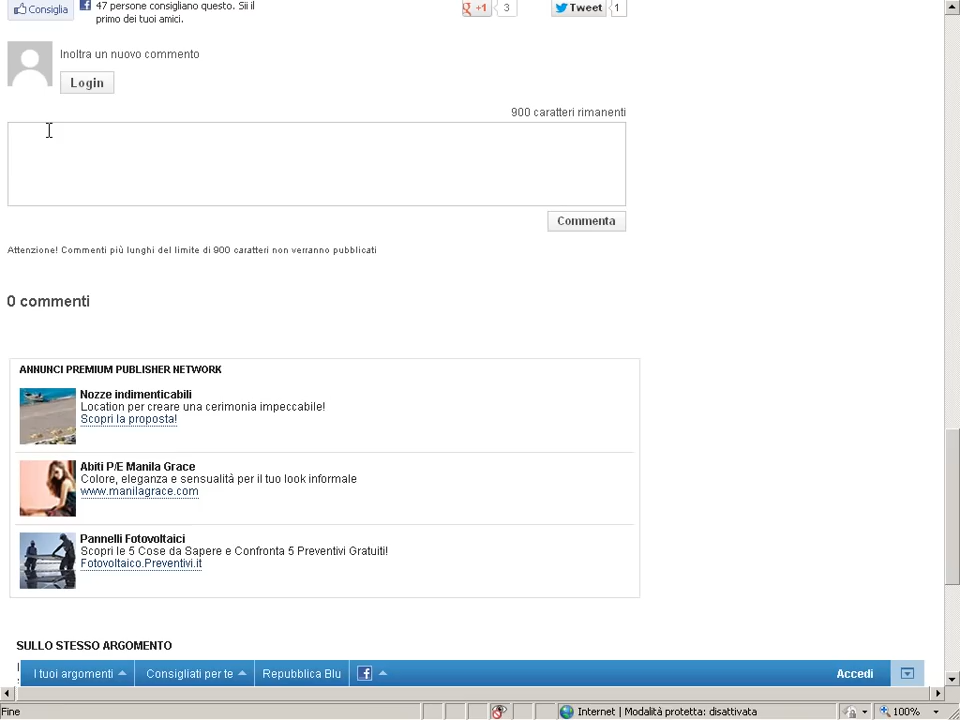 Consiglia
47 persone consigliano questo. Sii il
primo dei tuoi amici.
+1
3
Tweet
1
Inoltra un nuovo commento
Login
900 caratteri rimanenti
Commenta
Attenzione! Commenti più lunghi del limite di 900 caratteri non verranno pubblicati
0 commenti
ANNUNCI PREMIUM PUBLISHER NETWORK
Nozze indimenticabili
Location per creare una cerimonia impeccabile!
Scopri la proposta!
Abiti P/E Manila Grace
Colore, eleganza e sensualità per il tuo look informale
www.manilagrace.com
Pannelli Fotovoltaici
Scopri le 5 Cose da Sapere e Confronta 5 Preventivi Gratuiti!
Fotovoltaico.Preventivi.it
SULLO STESSO ARGOMENTO
I tuoi argomenti
Consigliati per te
Repubblica Blu
Accedi
Fine
Internet | Modalità protetta: disattivata
100%